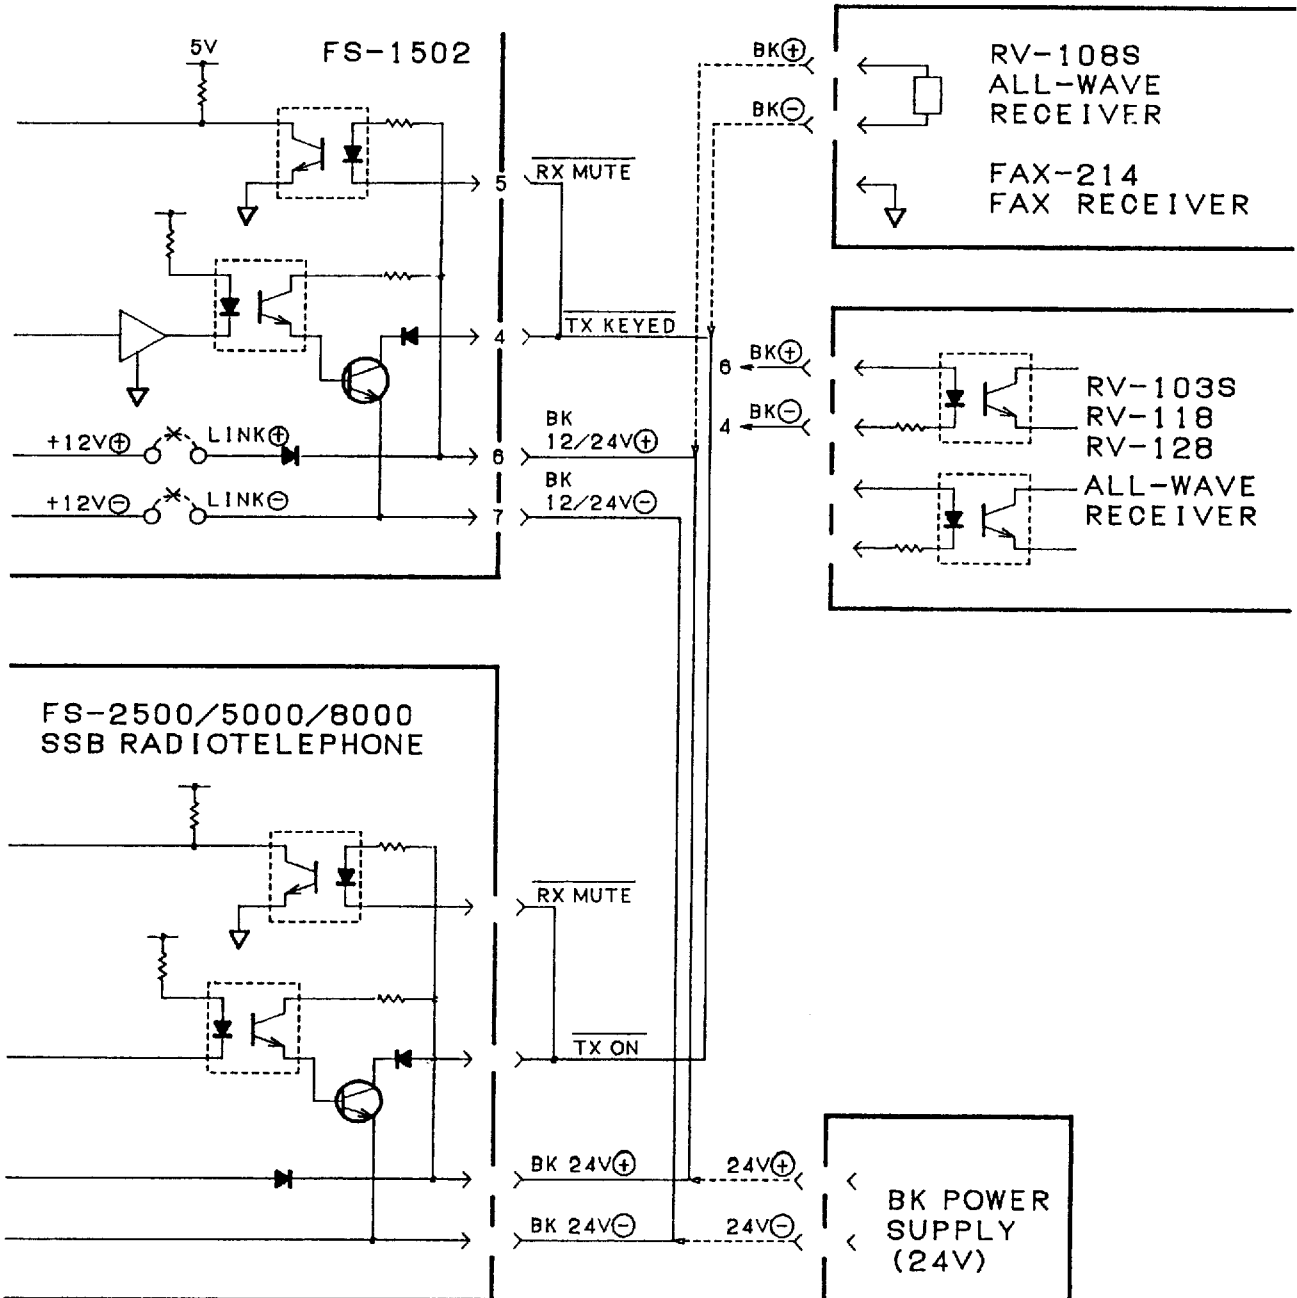 5V
FS-1502
5
RX MUTE
4
TX KEYED
+12V⊕
LINK⊕
6
BK
12/24V⊕
+12V⊖
LINK⊖
7
BK
12/24V⊖
BK⊕
BK⊖
RV-108S
ALL-WAVE
RECEIVER
FAX-214
FAX RECEIVER
6
BK⊕
4
BK⊖
RV-103S
RV-118
RV-128
ALL-WAVE
RECEIVER
FS-2500/5000/8000
SSB RADIOTELEPHONE
RX MUTE
TX ON
BK 24V⊕
24V⊕
BK 24V⊖
24V⊖
BK POWER
SUPPLY
(24V)